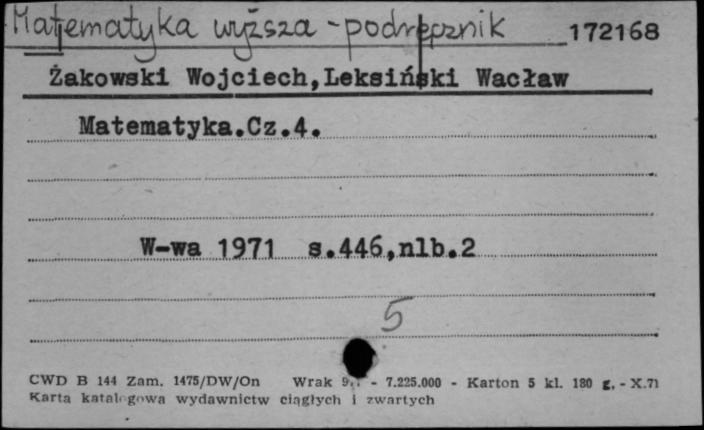 Matematyka wyższa - podręcznik 172168
Żakowski Wojciech,Leksiński Wacław
Matematyka.Cz.4.
W-wa 1971 s.446,nlb.2
5
CWD B 144 Zam. 1475/DW/On Wrak 9 - 7.225.000 - Karton 5 kl. 180 g. - X.71
Karta katalogowa wydawnictw ciągłych i zwartych